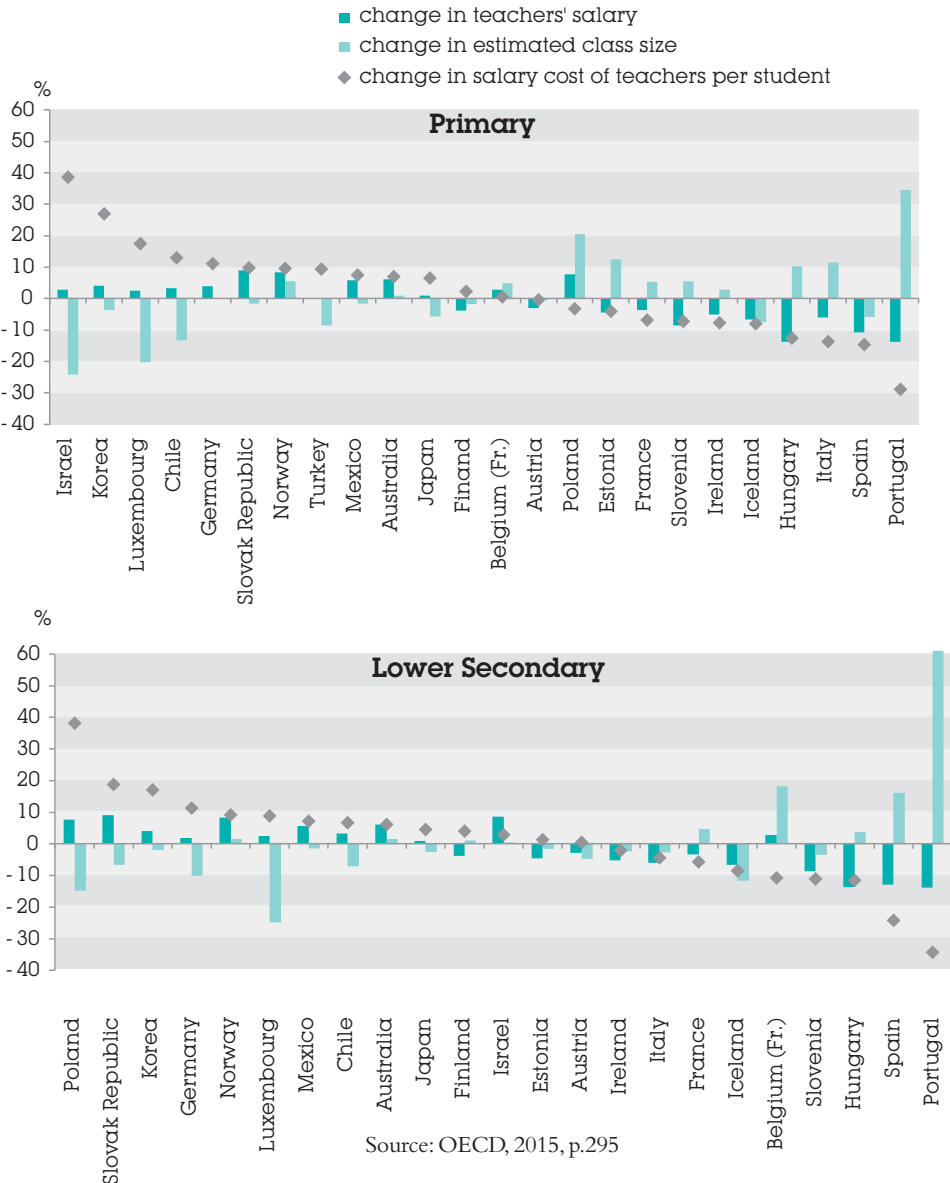 change in teachers' salary
change in estimated class size
change in salary cost of teachers per student
%
Primary
60
50
40
30
20
10
0
- 10
- 20
- 30
- 40
Israel
Korea
Luxembourg
Chile
Germany
Slovak Republic
Norway
Turkey
Mexico
Australia
Japan
Finand
Belgium (Fr.)
Austria
Poland
Estonia
France
Slovenia
Ireland
Iceland
Hungary
Italy
Spain
Portugal
%
Lower Secondary
60
50
40
30
20
10
0
- 10
- 20
- 30
- 40
Poland
Slovak Republic
Korea
Germany
Norway
Luxembourg
Mexico
Chile
Australia
Japan
Finland
Israel
Estonia
Austria
Ireland
Italy
France
Iceland
Belgium (Fr.)
Slovenia
Hungary
Spain
Portugal
Source: OECD, 2015, p.295